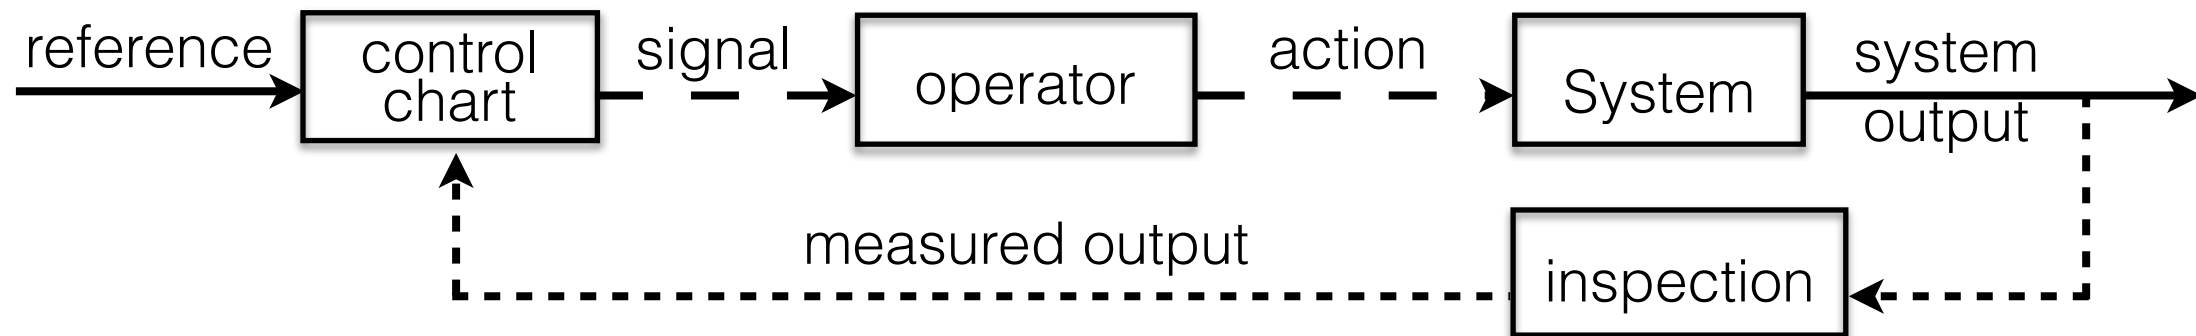 reference
control
chart
signal
operator
action
System
system
output
measured output
inspection